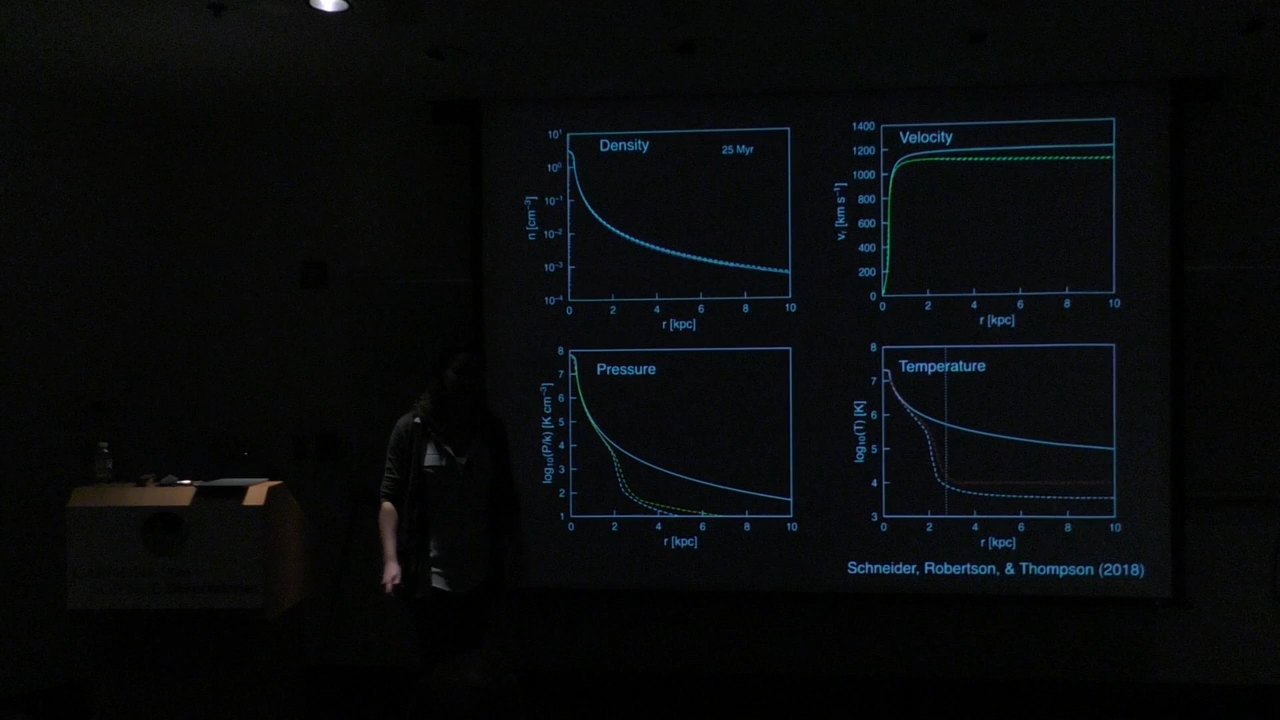 Density
25 Myr
10¹
10⁰
10⁻¹
10⁻²
10⁻³
10⁻⁴
n [cm⁻³]
0 2 4 6 8 10
r [kpc]
Velocity
1400
1200
1000
800
600
400
200
0
vᵣ [km s⁻¹]
0 2 4 6 8 10
r [kpc]
Pressure
8
7
6
5
4
3
2
1
log₁₀(P/k) [K cm⁻³]
0 2 4 6 8 10
r [kpc]
Temperature
8
7
6
5
4
3
log₁₀(T) [K]
0 2 4 6 8 10
r [kpc]
Schneider, Robertson, & Thompson (2018)